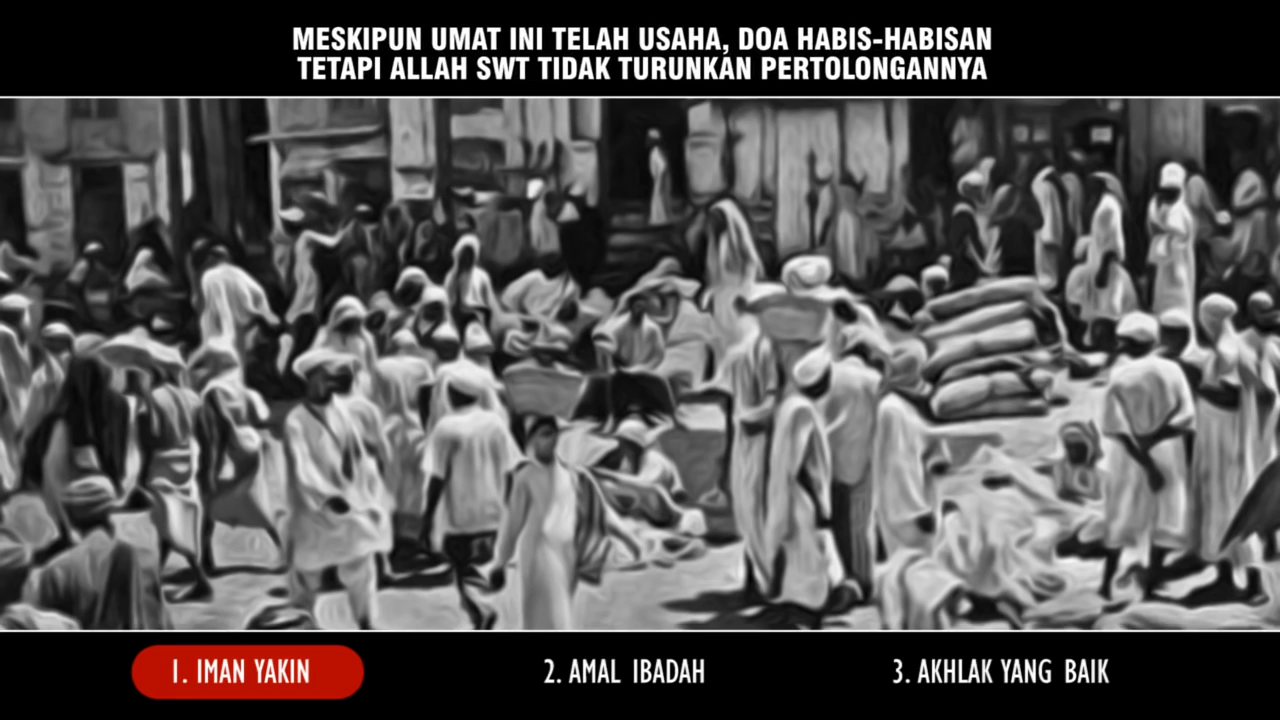 MESKIPUN UMAT INI TELAH USAHA, DOA HABIS-HABISAN
TETAPI ALLAH SWT TIDAK TURUNKAN PERTOLONGANNYA
1. IMAN YAKIN
2. AMAL IBADAH
3. AKHLAK YANG BAIK